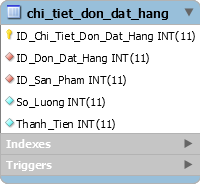 chi_tiet_don_dat_hang
ID_Chi_Tiet_Don_Dat_Hang INT(11)
ID_Don_Dat_Hang INT(11)
ID_San_Pham INT(11)
So_Luong INT(11)
Thanh_Tien INT(11)
Indexes
Triggers